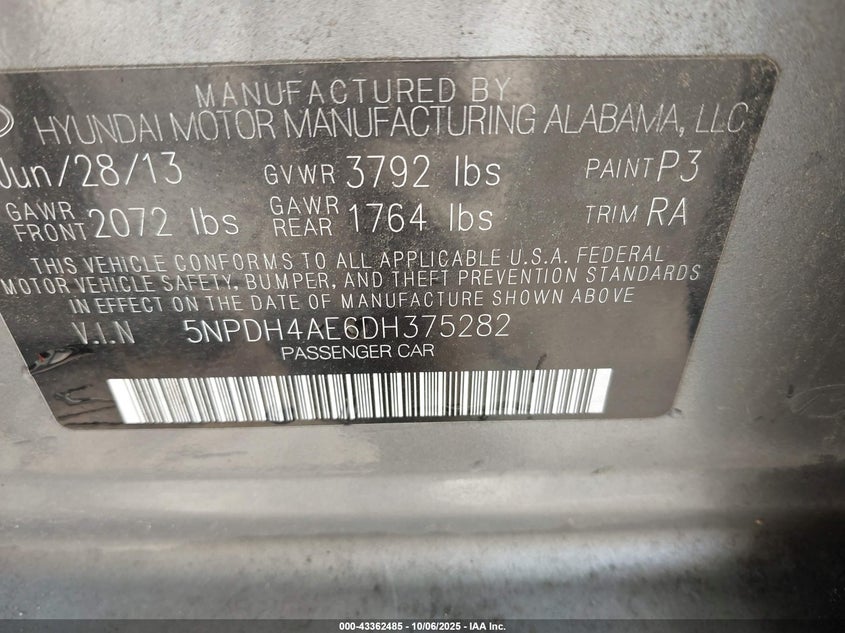 MANUFACTURED BY
HYUNDAI MOTOR MANUFACTURING ALABAMA, LLC
Jun/28/13 GVWR 3792 lbs PAINT P3
GAWR FRONT 2072 lbs GAWR REAR 1764 lbs TRIM RA
THIS VEHICLE CONFORMS TO ALL APPLICABLE U.S.A. FEDERAL
MOTOR VEHICLE SAFETY, BUMPER, AND THEFT PREVENTION STANDARDS
IN EFFECT ON THE DATE OF MANUFACTURE SHOWN ABOVE
V.I.N 5NPDH4AE6DH375282
PASSENGER CAR
000-43362485 - 10/06/2025 - IAA Inc.